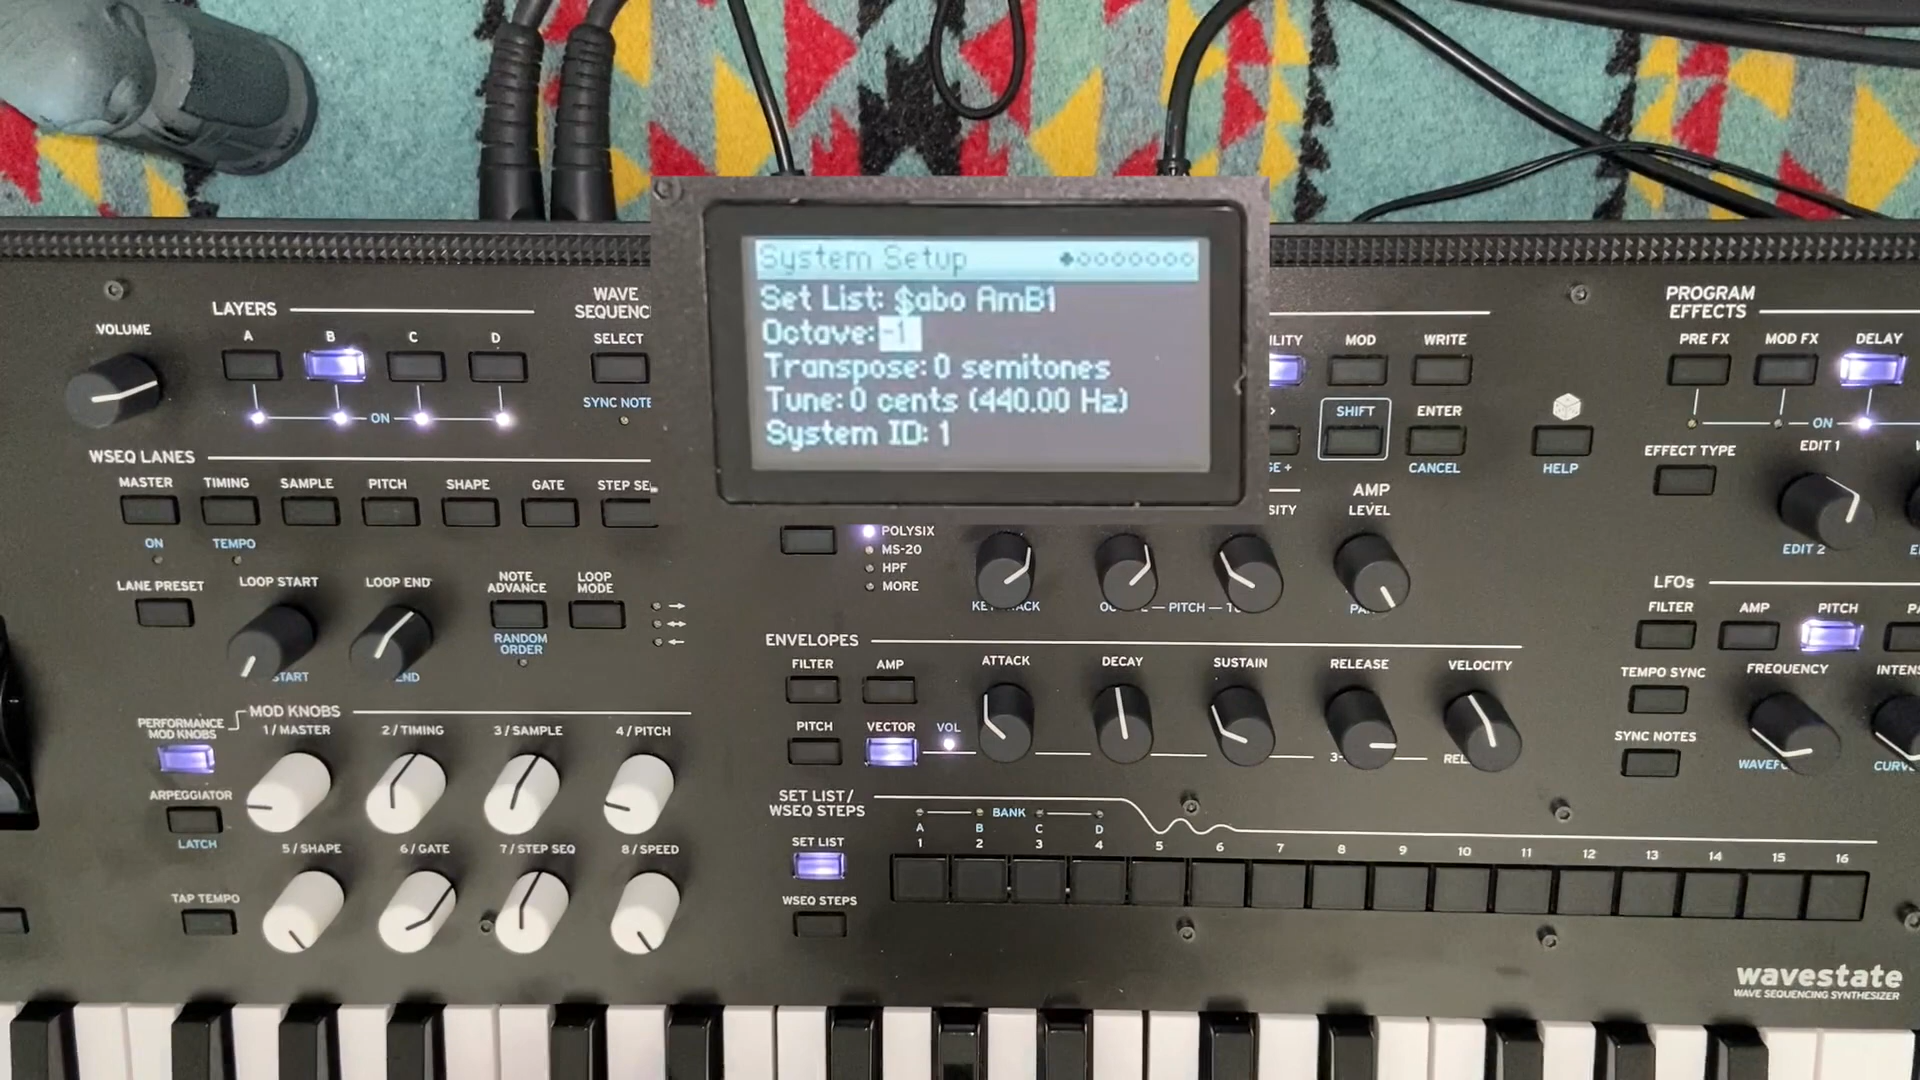 System Setup
Set List: $abo AmB1
Octave: -1
Transpose: 0 semitones
Tune: 0 cents (440.00 Hz)
System ID: 1
VOLUME
LAYERS
A B C D
ON
WAVE
SELECT
SYNC NOTE
WSEQ LANES
MASTER TIMING SAMPLE PITCH SHAPE GATE STEP
ON TEMPO
LANE PRESET
LOOP START
LOOP END
NOTE
ADVANCE
RANDOM
ORDER
LOOP
MODE
PERFORMANCE
MOD KNOBS
MOD KNOBS
1 / MASTER 2 / TIMING 3 / SAMPLE 4 / PITCH
ARPEGGIATOR
LATCH
5 / SHAPE 6 / GATE 7 / STEP SEQ 8 / SPEED
TAP TEMPO
MOD WRITE
SHIFT ENTER
CANCEL
HELP
AMP
LEVEL
POLYSIX
MS-20
HPF
MORE
PITCH
ENVELOPES
FILTER AMP
ATTACK DECAY SUSTAIN RELEASE VELOCITY
PITCH VECTOR VOL
SET LIST /
WSEQ STEPS
BANK
A B C D
1 2 3 4 5 6 7 8 9 10 11 12 13 14 15 16
SET LIST
WSEQ STEPS
PROGRAM
EFFECTS
PRE FX MOD FX DELAY
ON
EFFECT TYPE
EDIT 1
EDIT 2
LFOs
FILTER AMP PITCH
TEMPO SYNC
FREQUENCY
SYNC NOTES
wavestate
WAVE SEQUENCING SYNTHESIZER